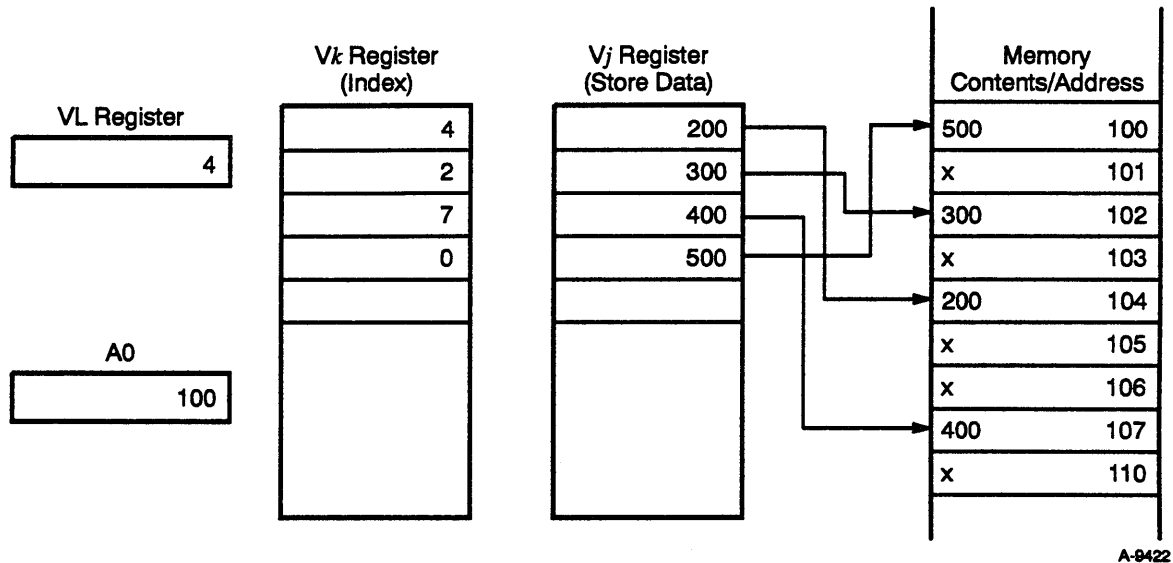 VL Register
4
A0
100
Vk Register
(Index)
4
2
7
0
Vj Register
(Store Data)
200
300
400
500
Memory
Contents/Address
500 100
x 101
300 102
x 103
200 104
x 105
x 106
400 107
x 110
A-9422